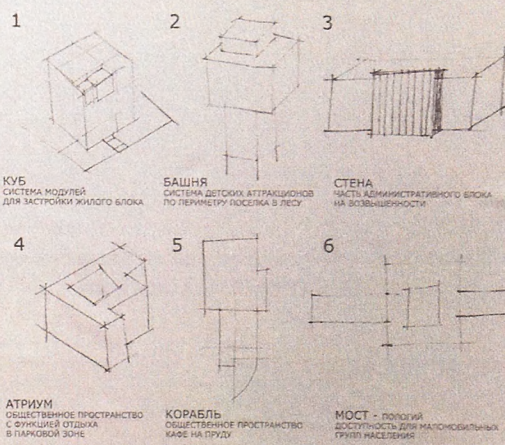 1
КУБ
СИСТЕМА МОДУЛЕЙ
ДЛЯ ЗАСТРОЙКИ ЖИЛОГО БЛОКА
2
БАШНЯ
СИСТЕМА ДЕТСКИХ АТТРАКЦИОНОВ
ПО ПЕРИМЕТРУ ПОСЕЛКА В ЛЕСУ
3
СТЕНА
ЧАСТЬ АДМИНИСТРАТИВНОГО БЛОКА
НА ВОЗВЫШЕННОСТИ
4
АТРИУМ
ОБЩЕСТВЕННОЕ ПРОСТРАНСТВО
С ФУНКЦИЕЙ ОТДЫХА
В ПАРКОВОЙ ЗОНЕ
5
КОРАБЛЬ
ОБЩЕСТВЕННОЕ ПРОСТРАНСТВО
КАФЕ НА ПРУДУ
6
МОСТ - ПОЛОГИЙ
ДОСТУПНОСТЬ ДЛЯ МАЛОМОБИЛЬНЫХ
ГРУПП НАСЕЛЕНИЯ